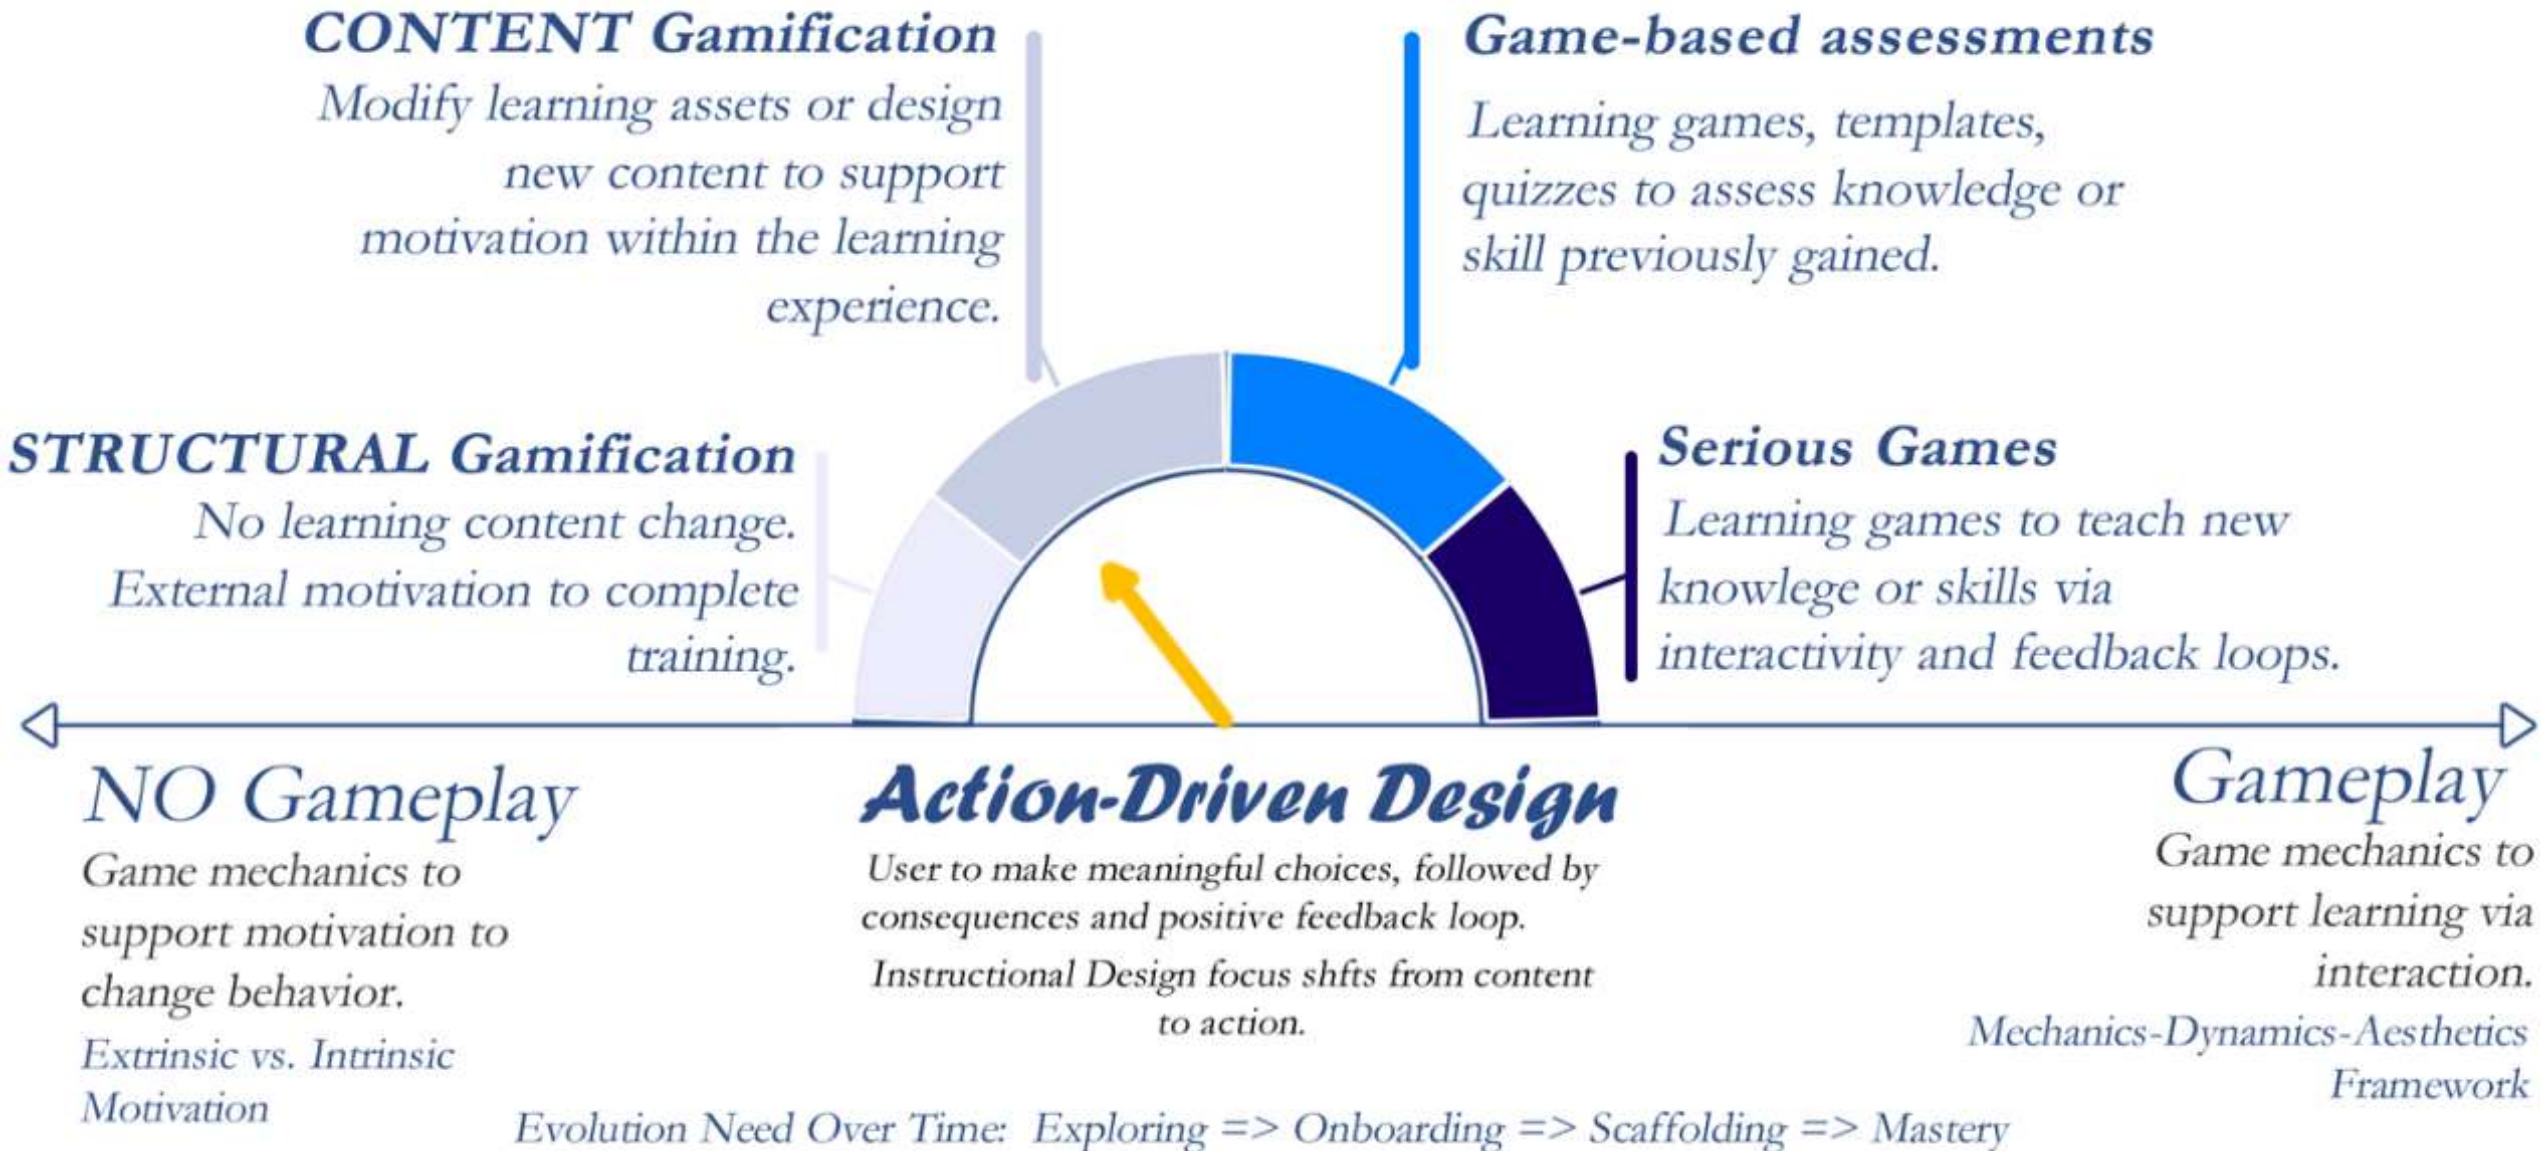 CONTENT Gamification
Modify learning assets or design
new content to support
motivation within the learning
experience.
Game-based assessments
Learning games, templates,
quizzes to assess knowledge or
skill previously gained.
STRUCTURAL Gamification
No learning content change.
External motivation to complete
training.
Serious Games
Learning games to teach new
knowlege or skills via
interactivity and feedback loops.
NO Gameplay
Game mechanics to
support motivation to
change behavior.
Extrinsic vs. Intrinsic
Motivation
Action-Driven Design
User to make meaningful choices, followed by
consequences and positive feedback loop.
Instructional Design focus shfts from content
to action.
Gameplay
Game mechanics to
support learning via
interaction.
Mechanics-Dynamics-Aesthetics
Framework
Evolution Need Over Time: Exploring => Onboarding => Scaffolding => Mastery